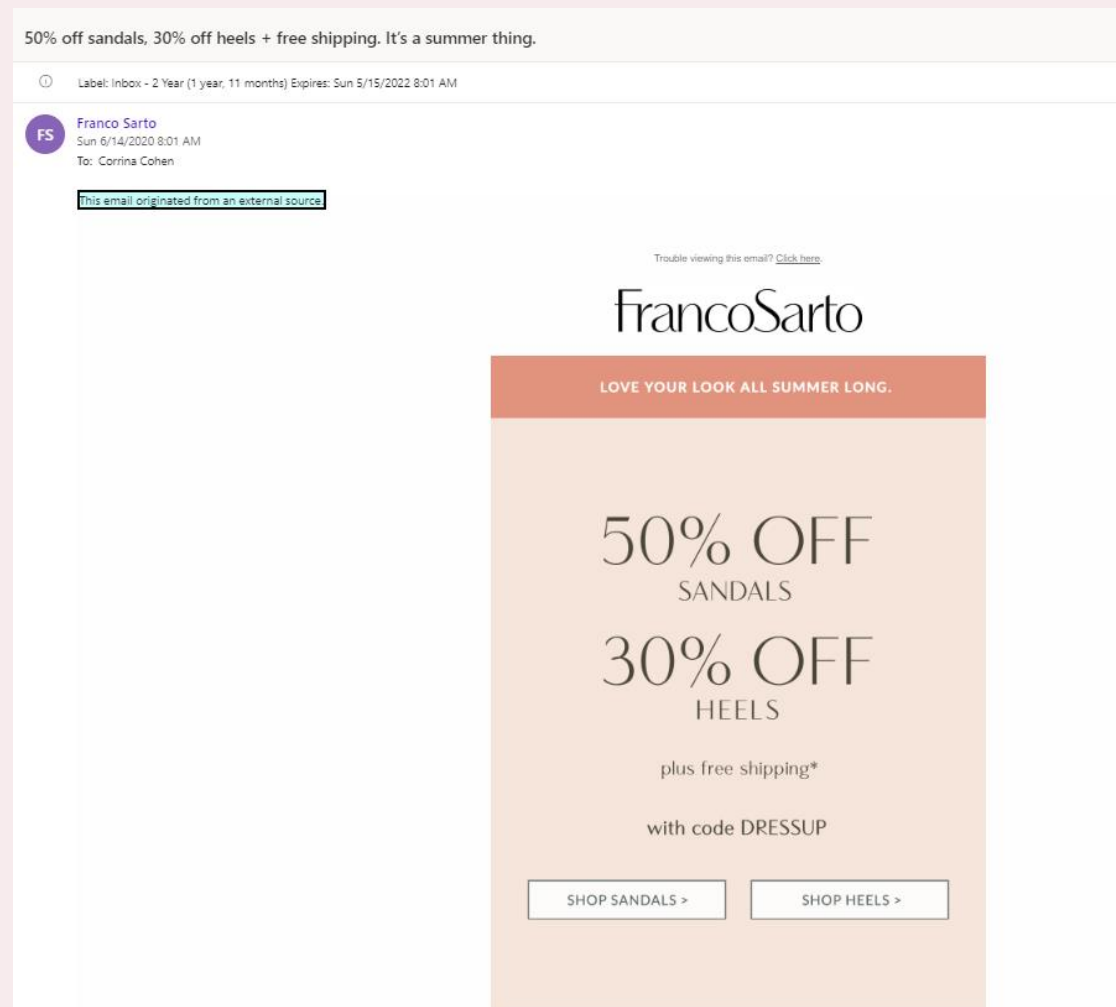 50% off sandals, 30% off heels + free shipping. It's a summer thing.
Label: Inbox - 2 Year (1 year, 11 months) Expires: Sun 5/15/2022 8:01 AM
FS
Franco Sarto
Sun 6/14/2020 8:01 AM
To: Corrina Cohen
This email originated from an external source.
Trouble viewing this email? Click here.
FrancoSarto
LOVE YOUR LOOK ALL SUMMER LONG.
50% OFF
SANDALS
30% OFF
HEELS
plus free shipping*
with code DRESSUP
SHOP SANDALS > SHOP HEELS >